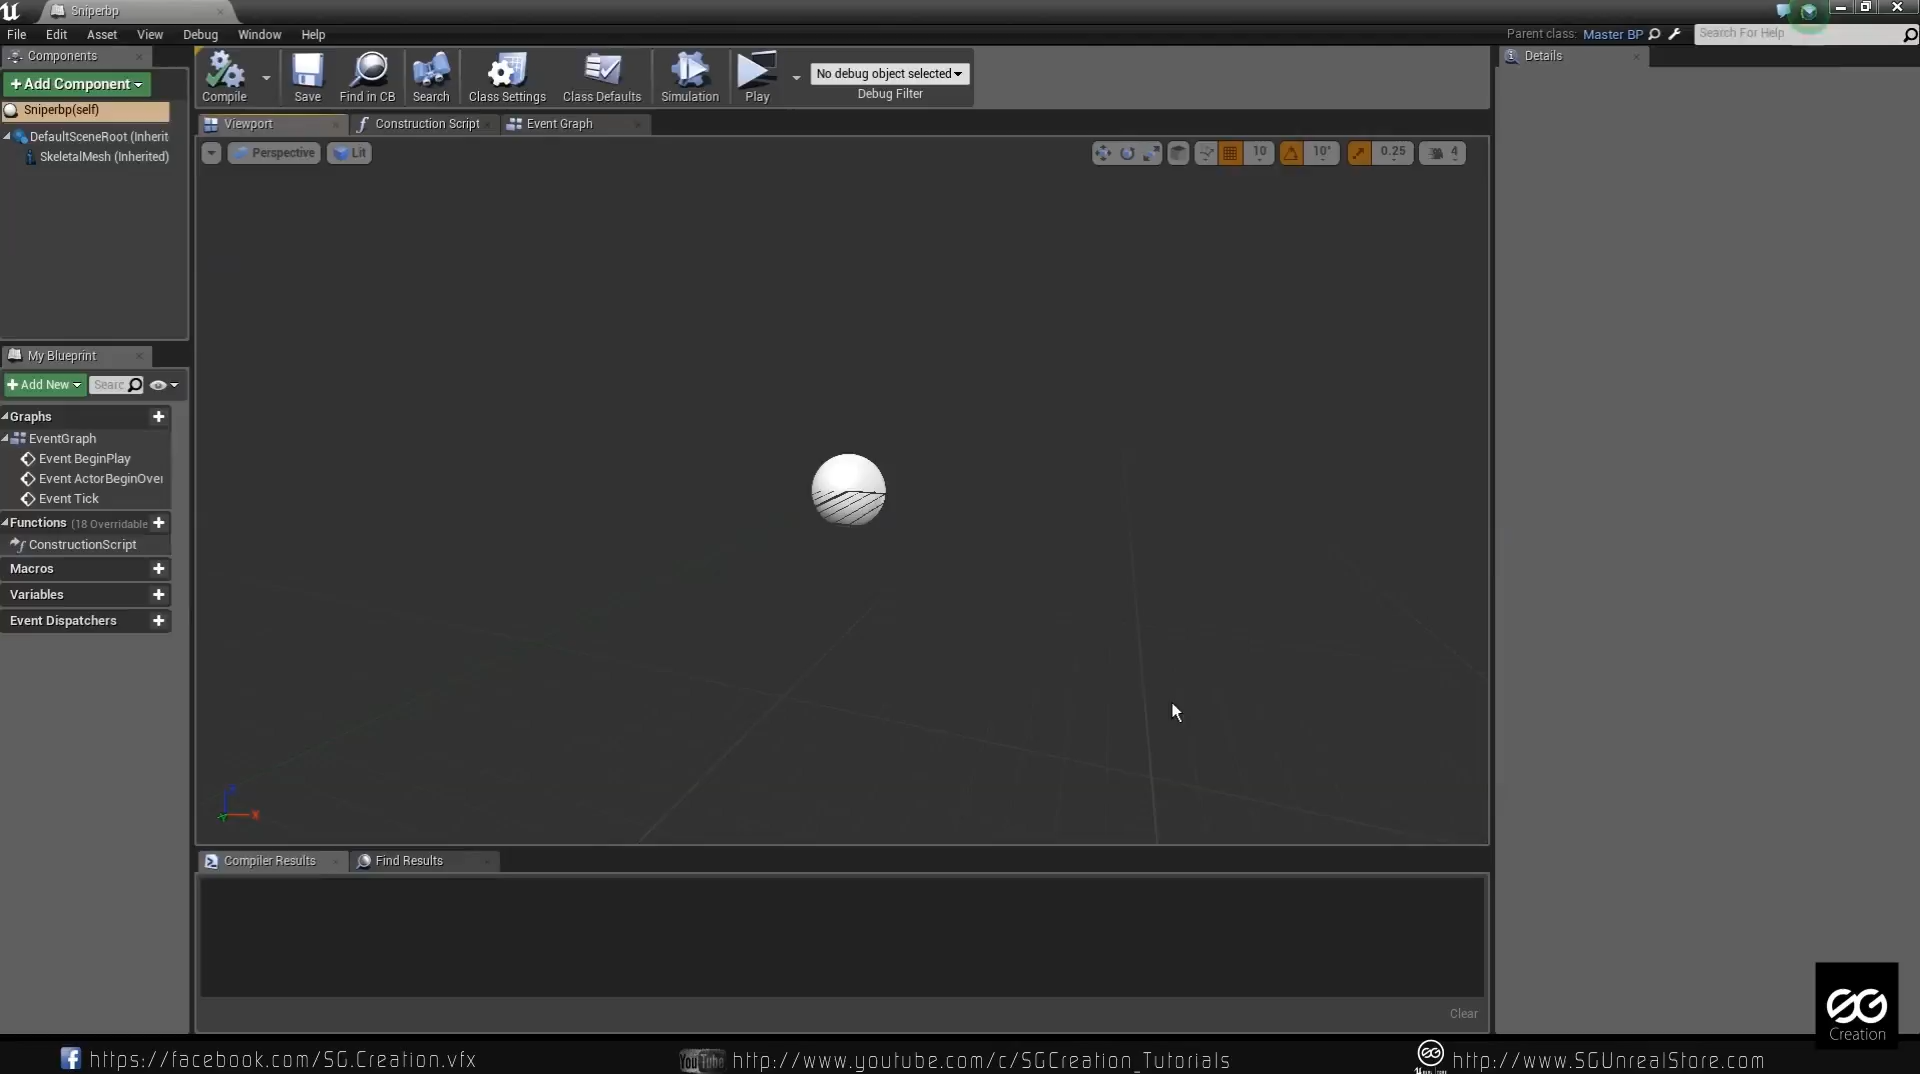 Sniperbp
File Edit Asset View Debug Window Help
Parent class: Master BP
Search For Help
Components
+Add Component
Sniperbp(self)
DefaultSceneRoot (Inherit
SkeletalMesh (Inherited)
Compile Save Find in CB Search Class Settings Class Defaults Simulation Play
No debug object selected
Debug Filter
Details
Viewport Construction Script Event Graph
Perspective Lit
10 10° 0.25 4
X
My Blueprint
+Add New
Searc
Graphs
EventGraph
Event BeginPlay
Event ActorBeginOver
Event Tick
Functions (18 Overridable
ConstructionScript
Macros
Variables
Event Dispatchers
Compiler Results Find Results
Clear
SG
Creation
https://facebook.com/SG.Creation.vfx
YouTube
http://www.youtube.com/c/SGCreation_Tutorials
http://www.SGUnrealStore.com